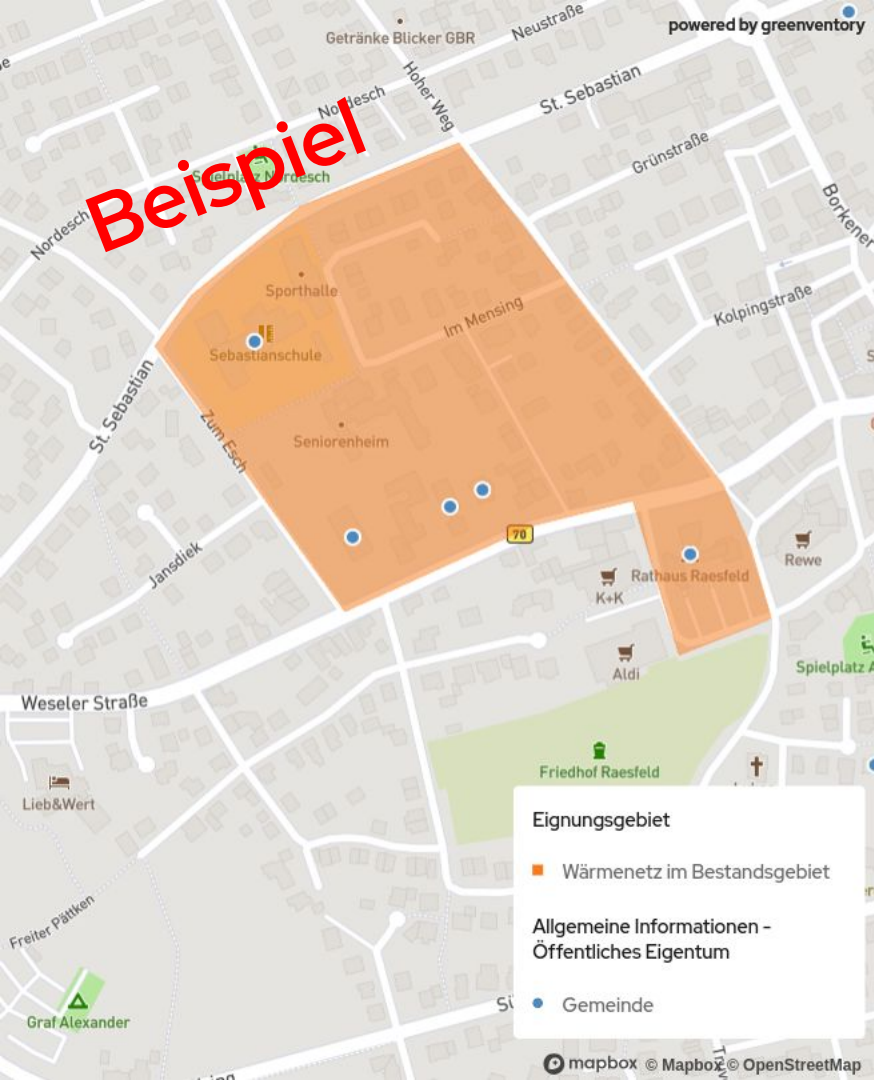 Neustraße
powered by greenventory
Getränke Blicker GBR
Hoher Weg
St. Sebastian
Nordesch
Beispiel
Grünstraße
Spielplatz Nordesch
Nordesch
Borkener
Sporthalle
Kolpingstraße
Im Mensing
Sebastianschule
St. Sebastian
Zum Esch
Seniorenheim
70
Jansdiek
Rewe
Rathaus Raesfeld
K+K
Aldi
Spielplatz A
Weseler Straße
Friedhof Raesfeld
Lieb&Wert
Eignungsgebiet
Wärmenetz im Bestandsgebiet
Allgemeine Informationen -
Öffentliches Eigentum
Freiter Pättken
Gemeinde
Graf Alexander
mapbox © Mapbox © OpenStreetMap